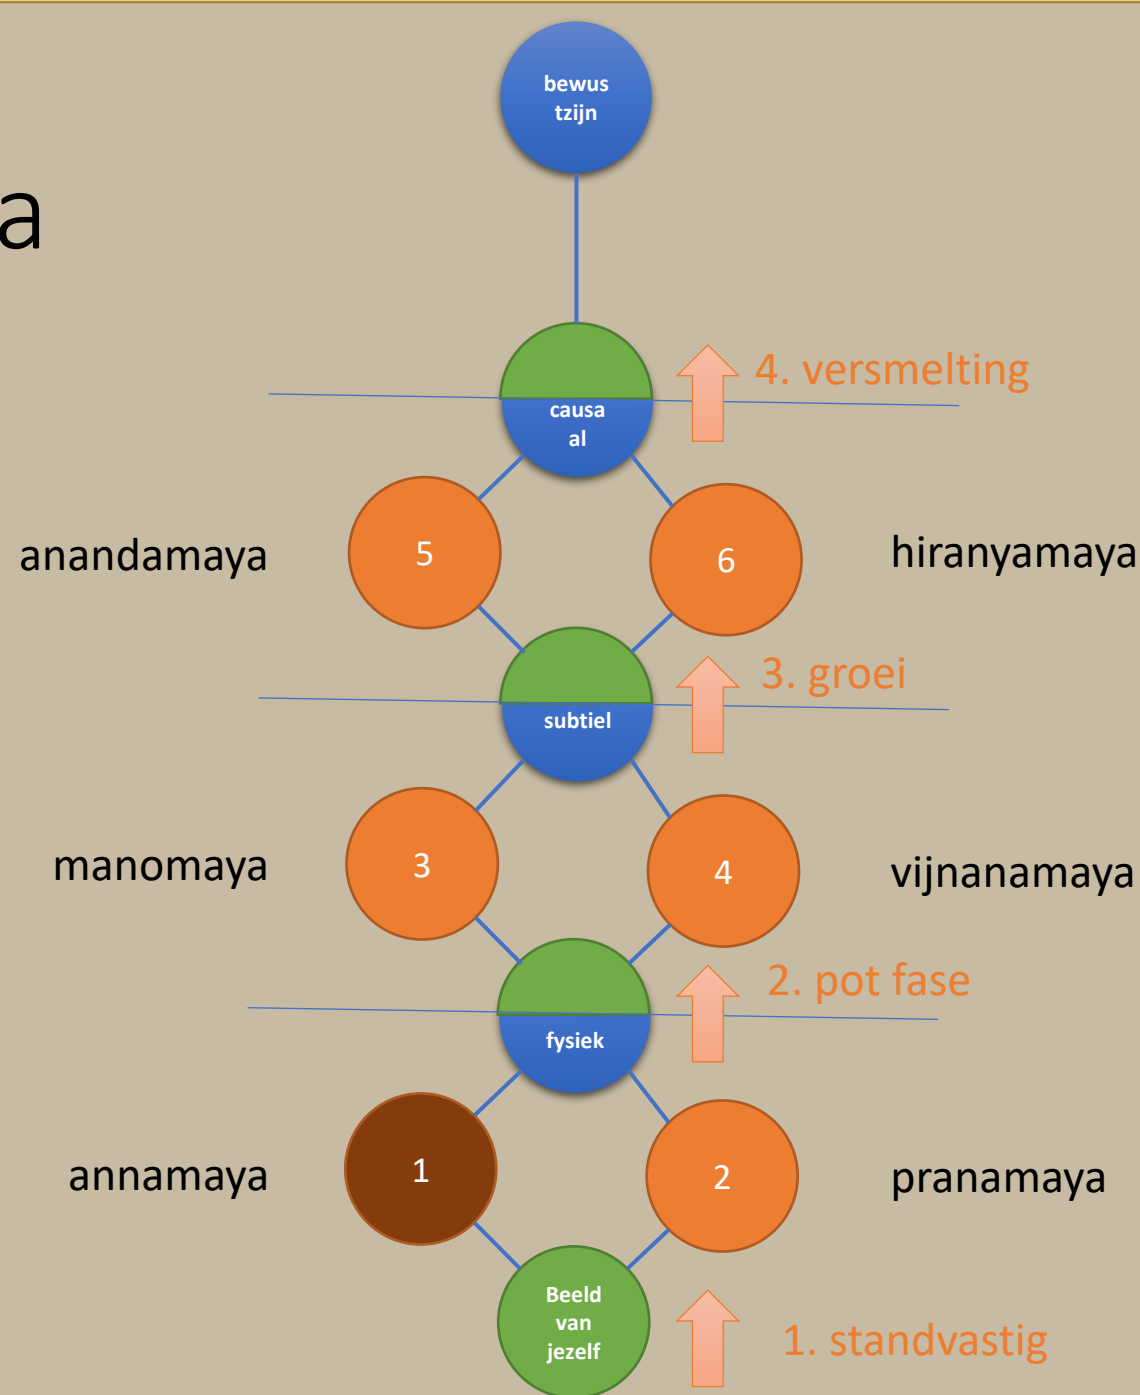 bewus
tzijn
a
4. versmelting
causa
al
anandamaya
5
6
hiranyamaya
3. groei
subtiel
manomaya
3
4
vijnanamaya
2. pot fase
fysiek
annamaya
1
2
pranamaya
Beeld
van
jezelf
1. standvastig